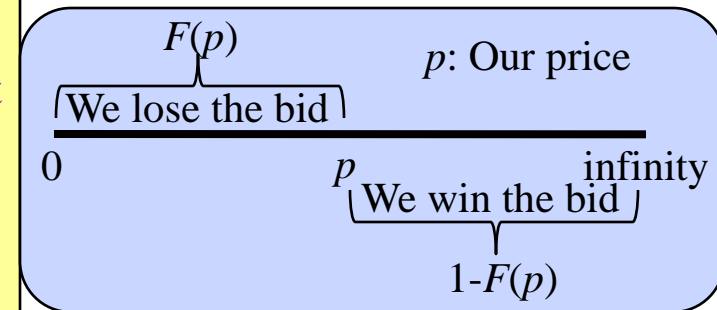 F(p)
p: Our price
We lose the bid
0 p infinity
We win the bid
1-F(p)